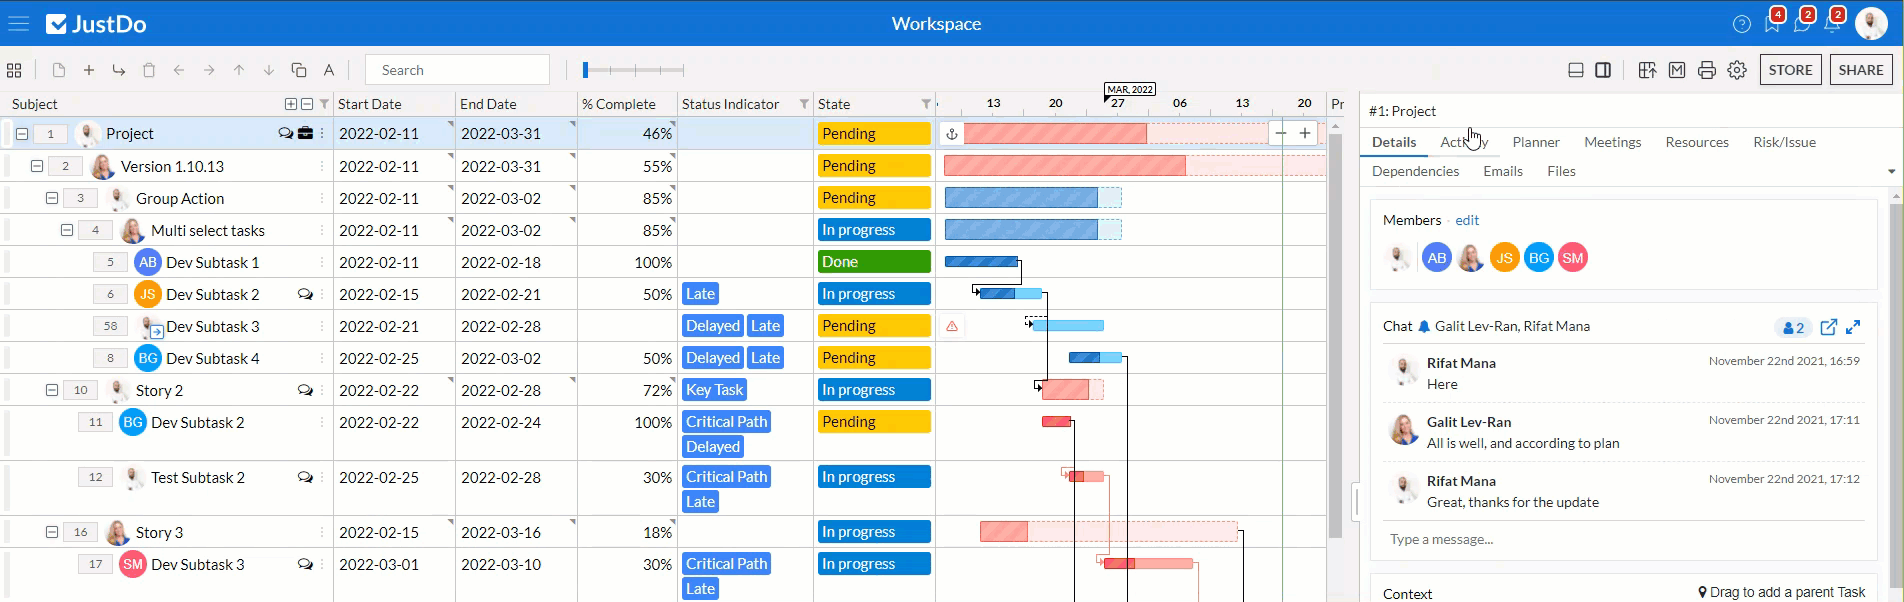 JustDo
Workspace
4
2
2
Search
STORE
SHARE
Subject
Start Date
End Date
% Complete
Status Indicator
State
MAR, 2022
13
20
27
06
13
20
Pr
1 Project 2022-02-11 2022-03-31 46% Pending
2 Version 1.10.13 2022-02-11 2022-03-31 55% Pending
3 Group Action 2022-02-11 2022-03-02 85% Pending
4 Multi select tasks 2022-02-11 2022-03-02 85% In progress
5 AB Dev Subtask 1 2022-02-11 2022-02-18 100% Done
6 JS Dev Subtask 2 2022-02-15 2022-02-21 50% Late In progress
58 Dev Subtask 3 2022-02-21 2022-02-28 Delayed Late Pending
8 BG Dev Subtask 4 2022-02-25 2022-03-02 50% Delayed Late Pending
10 Story 2 2022-02-22 2022-02-28 72% Key Task In progress
11 BG Dev Subtask 2 2022-02-22 2022-02-24 100% Critical Path Pending
Delayed
12 Test Subtask 2 2022-02-25 2022-02-28 30% Critical Path In progress
Late
16 Story 3 2022-02-15 2022-03-16 18% In progress
17 SM Dev Subtask 3 2022-03-01 2022-03-10 30% Critical Path In progress
Late
#1: Project
Details Activity Planner Meetings Resources Risk/Issue
Dependencies Emails Files
Members - edit
AB JS BG SM
Chat Galit Lev-Ran, Rifat Mana 2
Rifat Mana November 22nd 2021, 16:59
Here
Galit Lev-Ran November 22nd 2021, 17:11
All is well, and according to plan
Rifat Mana November 22nd 2021, 17:12
Great, thanks for the update
Type a message...
Context Drag to add a parent Task